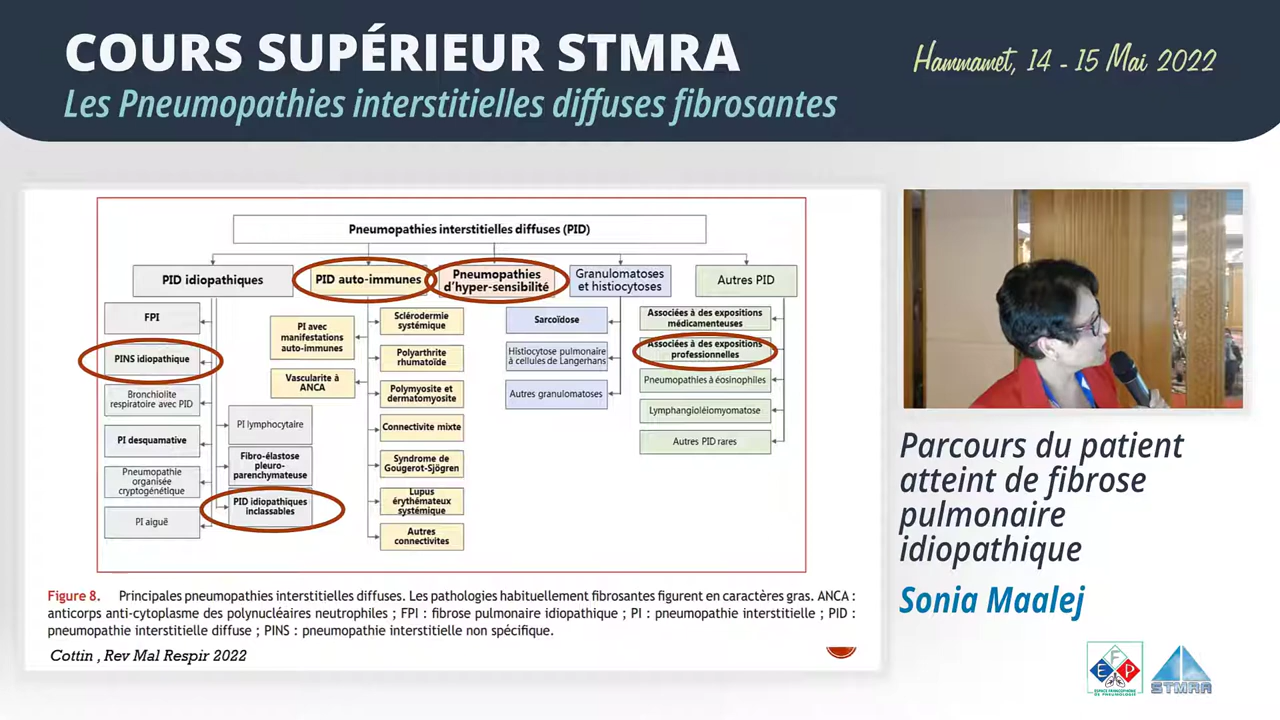 COURS SUPÉRIEUR STMRA
Les Pneumopathies interstitielles diffuses fibrosantes
Hammamet, 14 - 15 Mai 2022
Pneumopathies interstitielles diffuses (PID)
PID idiopathiques
PID auto-immunes
Pneumopathies
d'hyper-sensibilité
Granulomatoses
et histiocytoses
Autres PID
FPI
PINS idiopathique
Bronchiolite
respiratoire avec PID
PI desquamative
Pneumopathie
organisée
cryptogénétique
PI aiguë
PI lymphocytaire
Fibro-élastose
pleuro-
parenchymateuse
PID idiopathiques
inclassables
PI avec
manifestations
auto-immunes
Vascularite à
ANCA
Sclérodermie
systémique
Polyarthrite
rhumatoïde
Polymyosite et
dermatomyosite
Connectivite mixte
Syndrome de
Gougerot-Sjögren
Lupus
érythémateux
systémique
Autres
connectivites
Sarcoïdose
Histiocytose pulmonaire
à cellules de Langerhans
Autres granulomatoses
Associées à des expositions
médicamenteuses
Associées à des expositions
professionnelles
Pneumopathies à éosinophiles
Lymphangioléiomyomatose
Autres PID rares
Figure 8. Principales pneumopathies interstitielles diffuses. Les pathologies habituellement fibrosantes figurent en caractères gras. ANCA :
anticorps anti-cytoplasme des polynucléaires neutrophiles ; FPI : fibrose pulmonaire idiopathique ; PI : pneumopathie interstitielle ; PID :
pneumopathie interstitielle diffuse ; PINS : pneumopathie interstitielle non spécifique.
Cottin , Rev Mal Respir 2022
Parcours du patient
atteint de fibrose
pulmonaire
idiopathique
Sonia Maalej
E F P
ESPACE FRANCOPHONE
DE PNEUMOLOGIE
STMRA